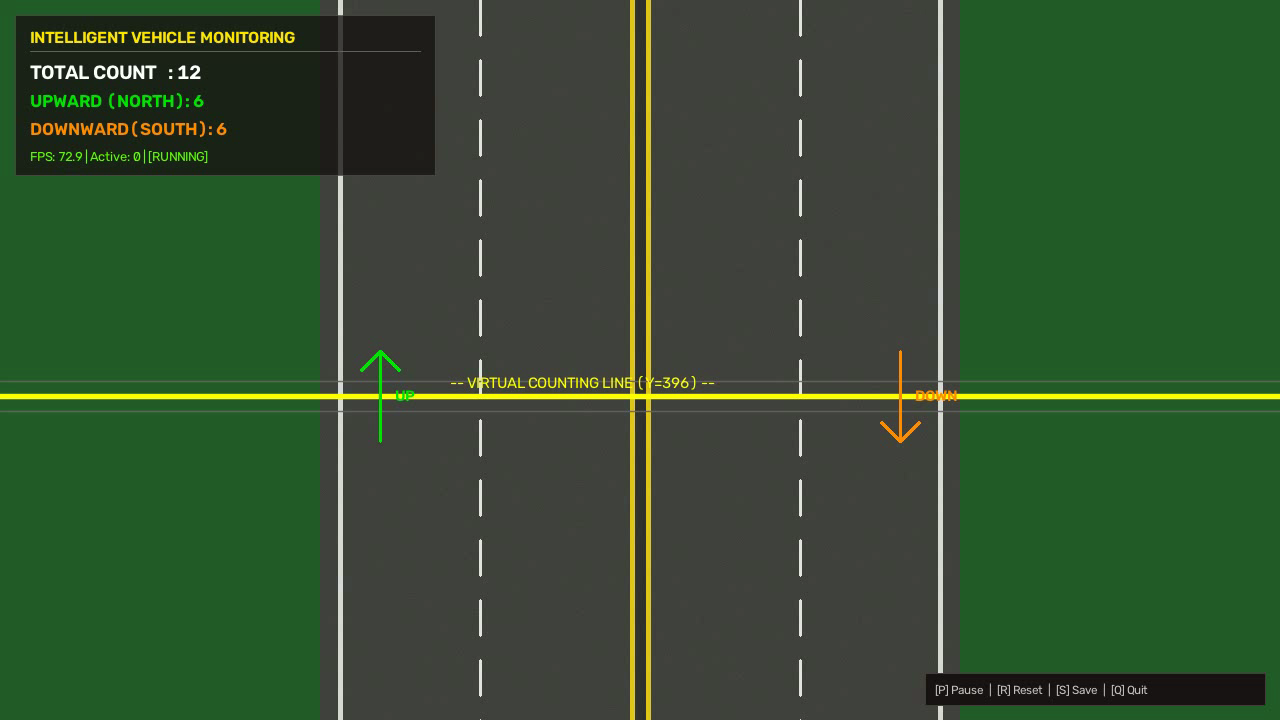 INTELLIGENT VEHICLE MONITORING
TOTAL COUNT : 12
UPWARD (NORTH): 6
DOWNWARD(SOUTH): 6
FPS: 72.9 | Active: 0 | [RUNNING]
-- VIRTUAL COUNTING LINE (Y=396) --
UP
DOWN
[P] Pause | [R] Reset | [S] Save | [Q] Quit